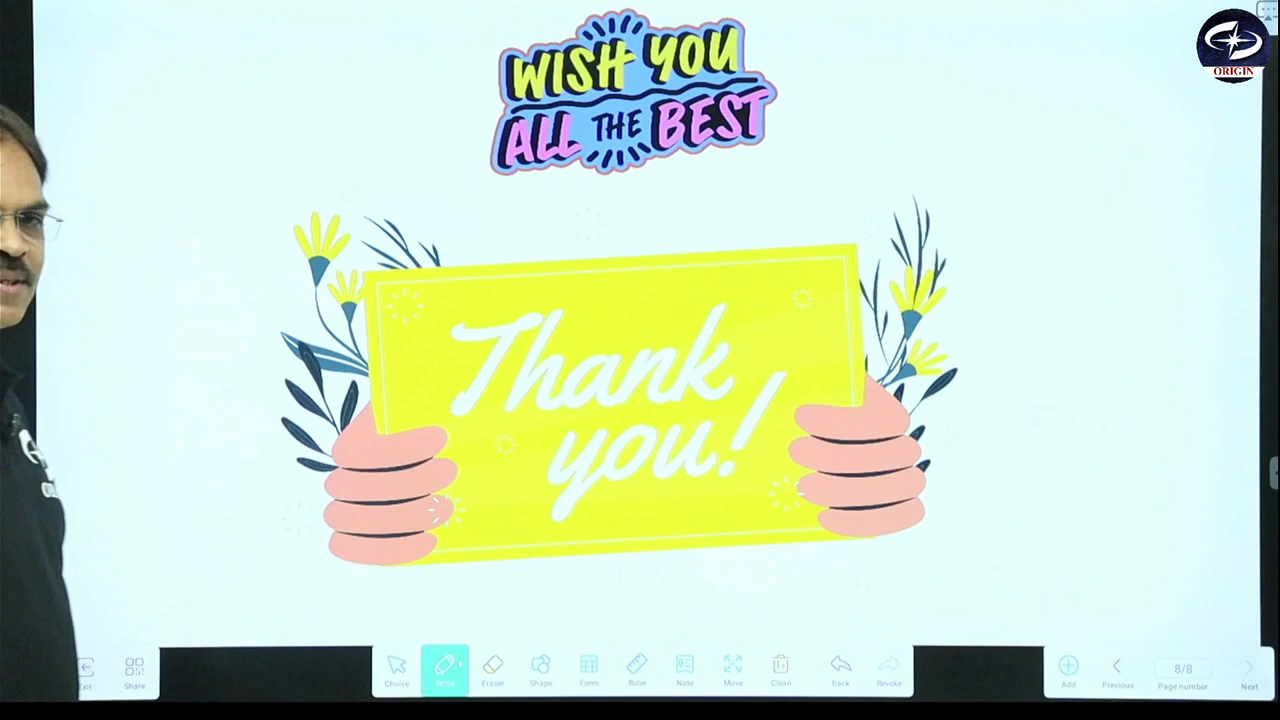 WISH YOU
ALL THE BEST
ORIGIN
Thank
you!
Exit
Share
Choice
Write
Eraser
Shape
Form
Ruler
Note
Move
Clean
back
Revoke
Add
Previous
8/8
Page number
Next